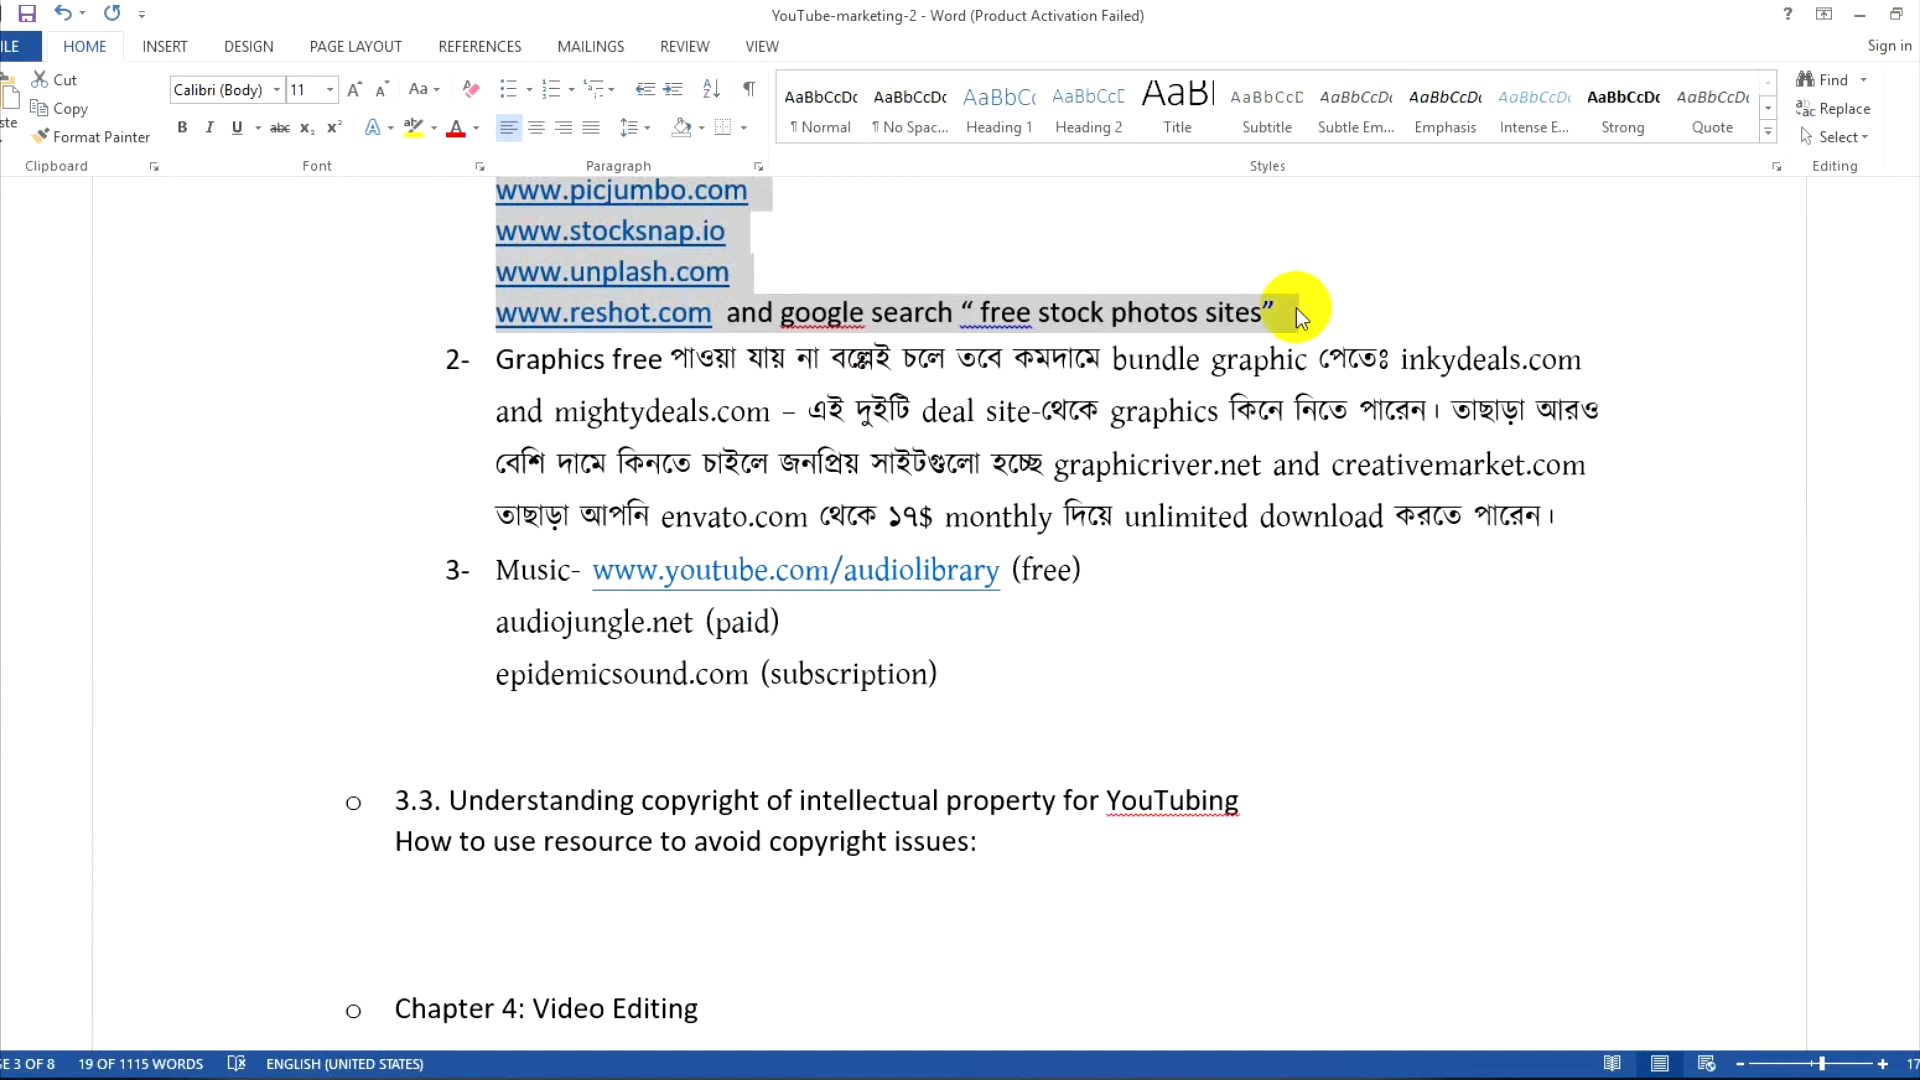 YouTube-marketing-2 - Word (Product Activation Failed)
HOME INSERT DESIGN PAGE LAYOUT REFERENCES MAILINGS REVIEW VIEW Sign in
Cut
Copy
Format Painter
Clipboard
Calibri (Body) 11
Font
Paragraph
AaBbCcDc AaBbCcDc AaBbCc AaBbCcD AaBl AaBbCcD AaBbCcDc AaBbCcDc AaBbCcDc AaBbCcDc AaBbCcDc
¶ Normal ¶ No Spac... Heading 1 Heading 2 Title Subtitle Subtle Em... Emphasis Intense E... Strong Quote
Styles
Find
Replace
Select
Editing
www.picjumbo.com
www.stocksnap.io
www.unplash.com
www.reshot.com and google search “ free stock photos sites”
2- Graphics free পাওয়া যায় না বল্লেই চলে তবে কমদামে bundle graphic পেতেঃ inkydeals.com
and mightydeals.com – এই দুইটি deal site-থেকে graphics কিনে নিতে পারেন। তাছাড়া আরও
বেশি দামে কিনতে চাইলে জনপ্রিয় সাইটগুলো হচ্ছে graphicriver.net and creativemarket.com
তাছাড়া আপনি envato.com থেকে ১৭$ monthly দিয়ে unlimited download করতে পারেন।
3- Music- www.youtube.com/audiolibrary (free)
audiojungle.net (paid)
epidemicsound.com (subscription)
o 3.3. Understanding copyright of intellectual property for YouTubing
How to use resource to avoid copyright issues:
o Chapter 4: Video Editing
3 OF 8 19 OF 1115 WORDS ENGLISH (UNITED STATES)